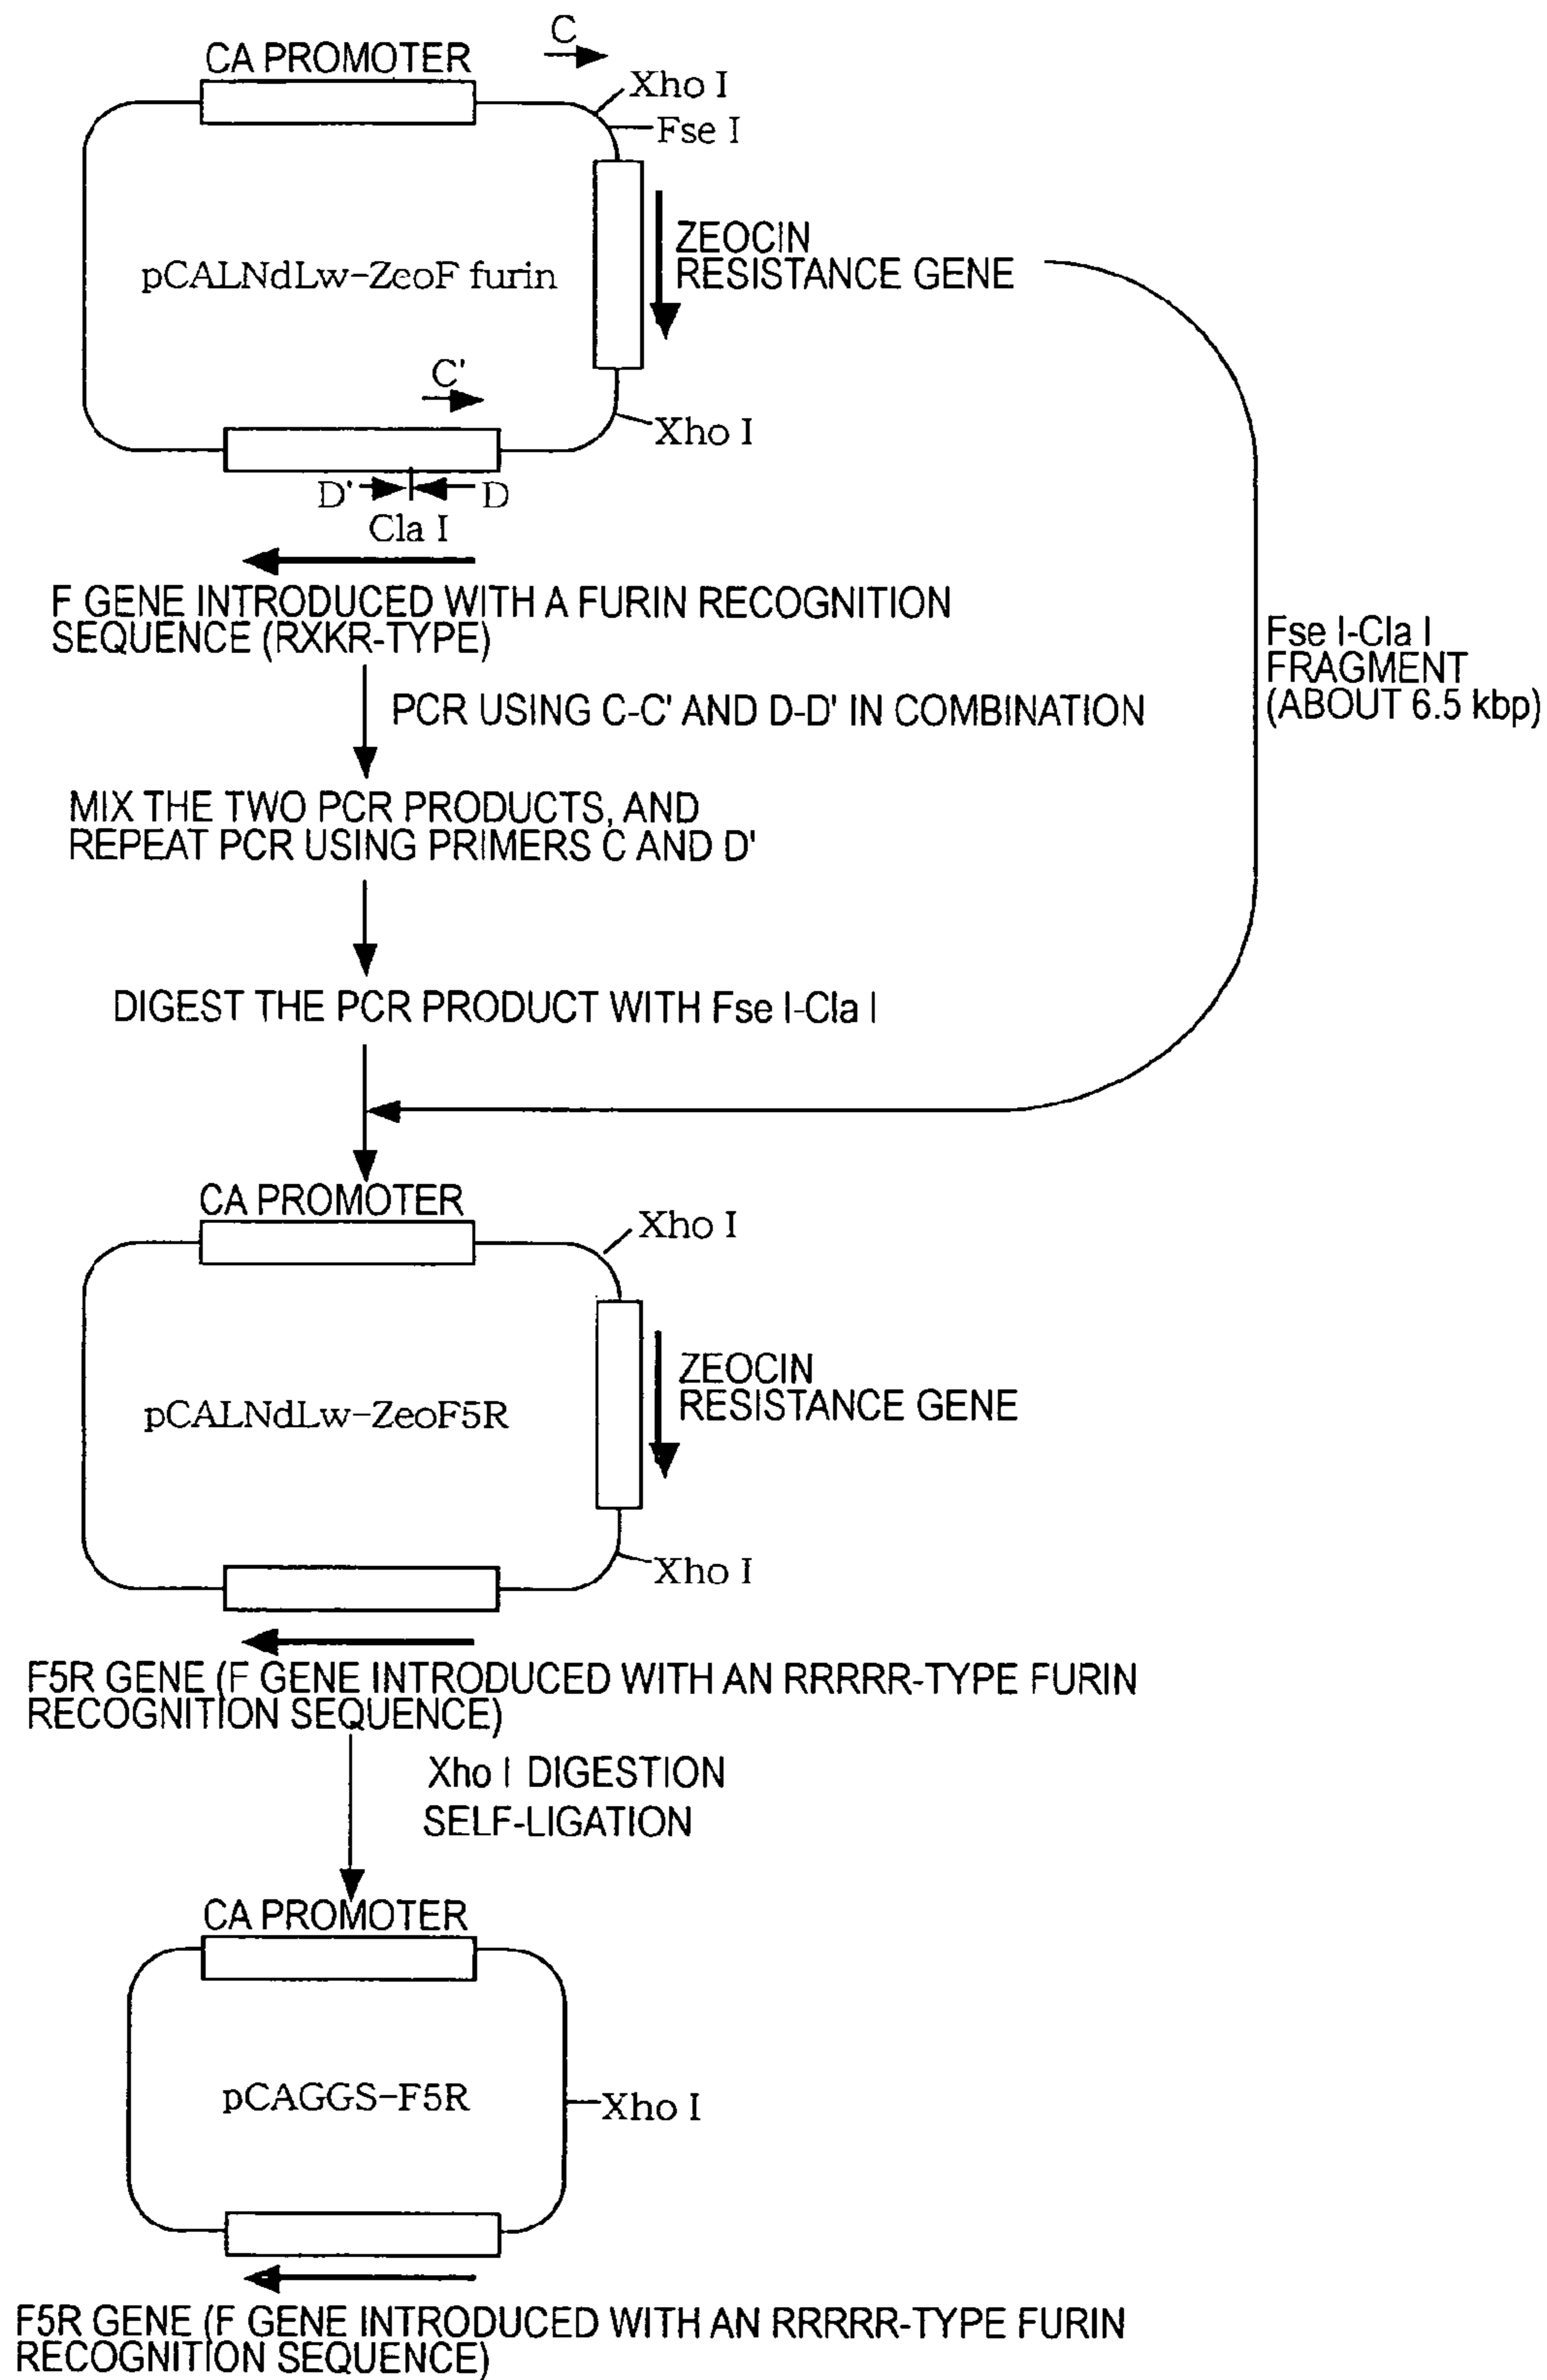 C
CA PROMOTER
Xho I
Fse I
ZEOCIN
RESISTANCE GENE
pCALNdLw-ZeoF furin
C'
Xho I
D'
D
Cla I
F GENE INTRODUCED WITH A FURIN RECOGNITION
SEQUENCE (RXKR-TYPE)
Fse I-Cla I
FRAGMENT
(ABOUT 6.5 kbp)
PCR USING C-C' AND D-D' IN COMBINATION
MIX THE TWO PCR PRODUCTS, AND
REPEAT PCR USING PRIMERS C AND D'
DIGEST THE PCR PRODUCT WITH Fse I-Cla I
CA PROMOTER
Xho I
ZEOCIN
RESISTANCE GENE
pCALNdLw-ZeoF5R
Xho I
F5R GENE (F GENE INTRODUCED WITH AN RRRRR-TYPE FURIN
RECOGNITION SEQUENCE)
Xho I DIGESTION
SELF-LIGATION
CA PROMOTER
pCAGGS-F5R
Xho I
F5R GENE (F GENE INTRODUCED WITH AN RRRRR-TYPE FURIN
RECOGNITION SEQUENCE)